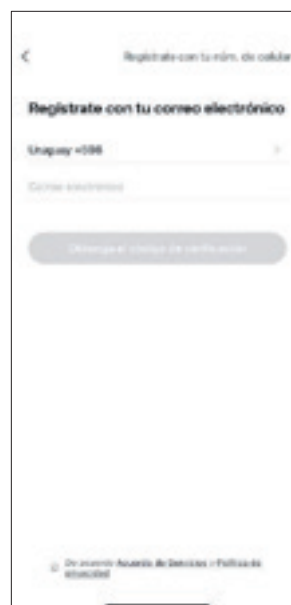 Regístrate con tu núm. de celular
Regístrate con tu correo electrónico
Uruguay +598
Correo electrónico
Obtenga el código de verificación
De acuerdo Acuerdo de Servicios y Política de
privacidad